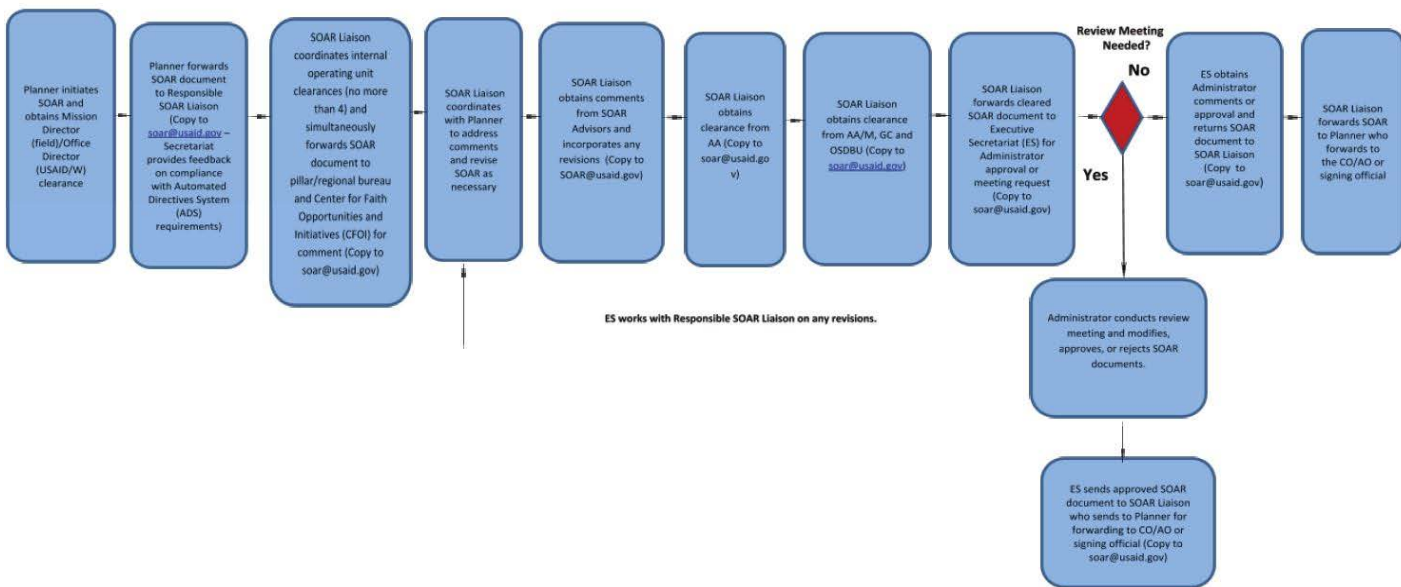 Planner initiates
SOAR and
obtains Mission
Director
(field)/Office
Director
(USAID/W)
clearance
Planner forwards
SOAR document
to Responsible
SOAR Liaison
(Copy to
soar@usaid.gov –
Secretariat
provides feedback
on compliance
with Automated
Directives System
(ADS)
requirements)
SOAR Liaison
coordinates internal
operating unit
clearances (no more
than 4) and
simultaneously
forwards SOAR
document to
pillar/regional bureau
and Center for Faith
Opportunities and
Initiatives (CFOI) for
comment (Copy to
soar@usaid.gov)
SOAR Liaison
coordinates
with Planner
to address
comments
and revise
SOAR as
necessary
SOAR Liaison
obtains comments
from SOAR
Advisors and
incorporates any
revisions (Copy to
SOAR@usaid.gov)
SOAR Liaison
obtains
clearance from
AA (Copy to
soar@usaid.go
v)
SOAR Liaison
obtains clearance
from AA/M, GC and
OSDBU (Copy to
soar@usaid.gov)
SOAR Liaison
forwards cleared
SOAR document to
Executive
Secretariat (ES) for
Administrator
approval or
meeting request
(Copy to
soar@usaid.gov)
Review Meeting
Needed?
No
Yes
ES obtains
Administrator
comments or
approval and
returns SOAR
document to
SOAR Liaison
(Copy to
soar@usaid.gov)
SOAR Liaison
forwards SOAR
to Planner who
forwards to
the CO/AO or
signing official
ES works with Responsible SOAR Liaison on any revisions.
Administrator conducts review
meeting and modifies,
approves, or rejects SOAR
documents.
ES sends approved SOAR
document to SOAR Liaison
who sends to Planner for
forwarding to CO/AO or
signing official (Copy to
soar@usaid.gov)